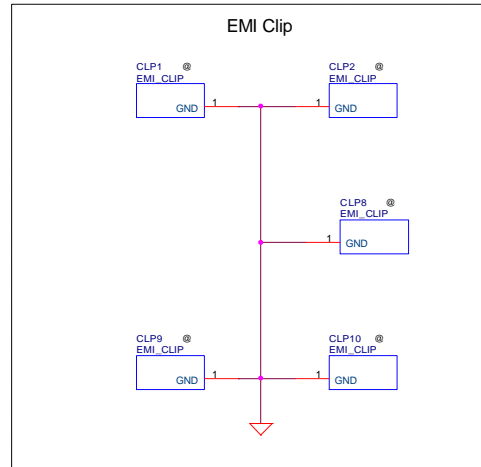 EMI Clip
CLP1 @
EMI_CLIP
GND 1
CLP2 @
EMI_CLIP
1 GND
CLP8 @
EMI_CLIP
1 GND
CLP9 @
EMI_CLIP
GND 1
CLP10 @
EMI_CLIP
1 GND